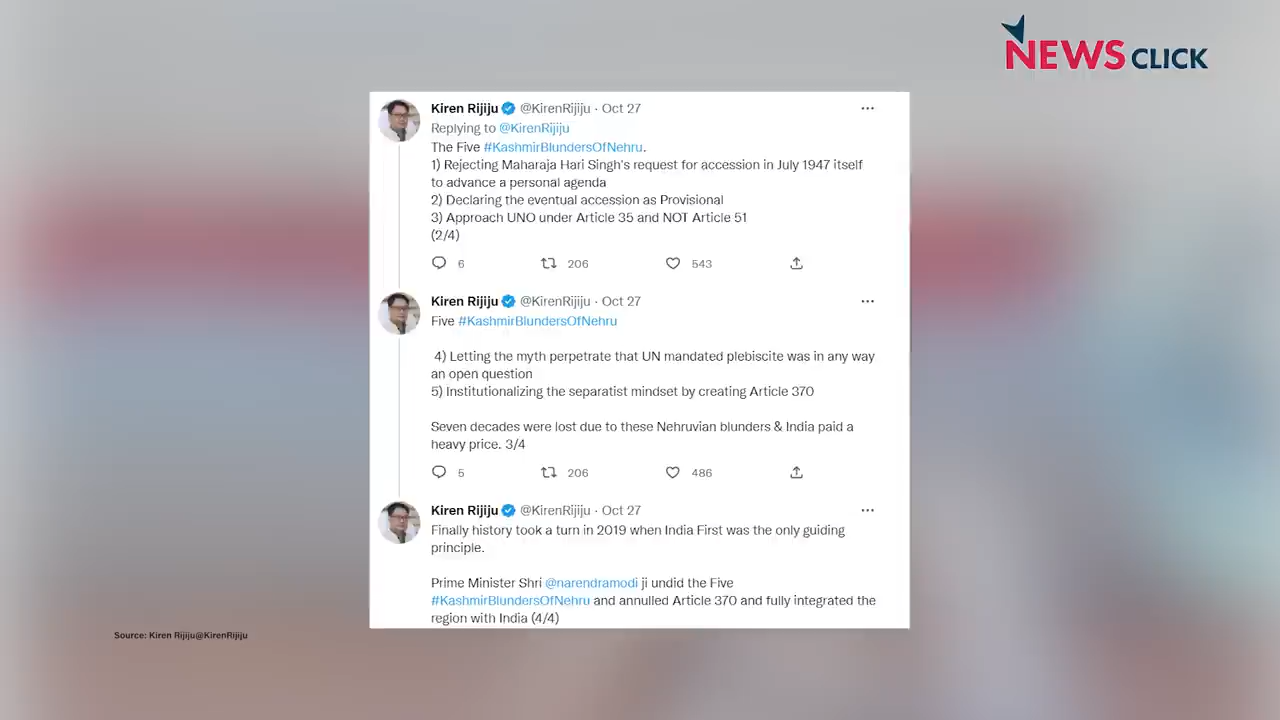 NEWS CLICK
Kiren Rijiju @KirenRijiju · Oct 27
Replying to @KirenRijiju
The Five #KashmirBlundersOfNehru.
1) Rejecting Maharaja Hari Singh's request for accession in July 1947 itself
to advance a personal agenda
2) Declaring the eventual accession as Provisional
3) Approach UNO under Article 35 and NOT Article 51
(2/4)
6 206 543
Kiren Rijiju @KirenRijiju · Oct 27
Five #KashmirBlundersOfNehru
4) Letting the myth perpetrate that UN mandated plebiscite was in any way
an open question
5) Institutionalizing the separatist mindset by creating Article 370
Seven decades were lost due to these Nehruvian blunders & India paid a
heavy price. 3/4
5 206 486
Kiren Rijiju @KirenRijiju · Oct 27
Finally history took a turn in 2019 when India First was the only guiding
principle.
Prime Minister Shri @narendramodi ji undid the Five
#KashmirBlundersOfNehru and annulled Article 370 and fully integrated the
region with India (4/4)
Source: Kiren Rijiju@KirenRijiju